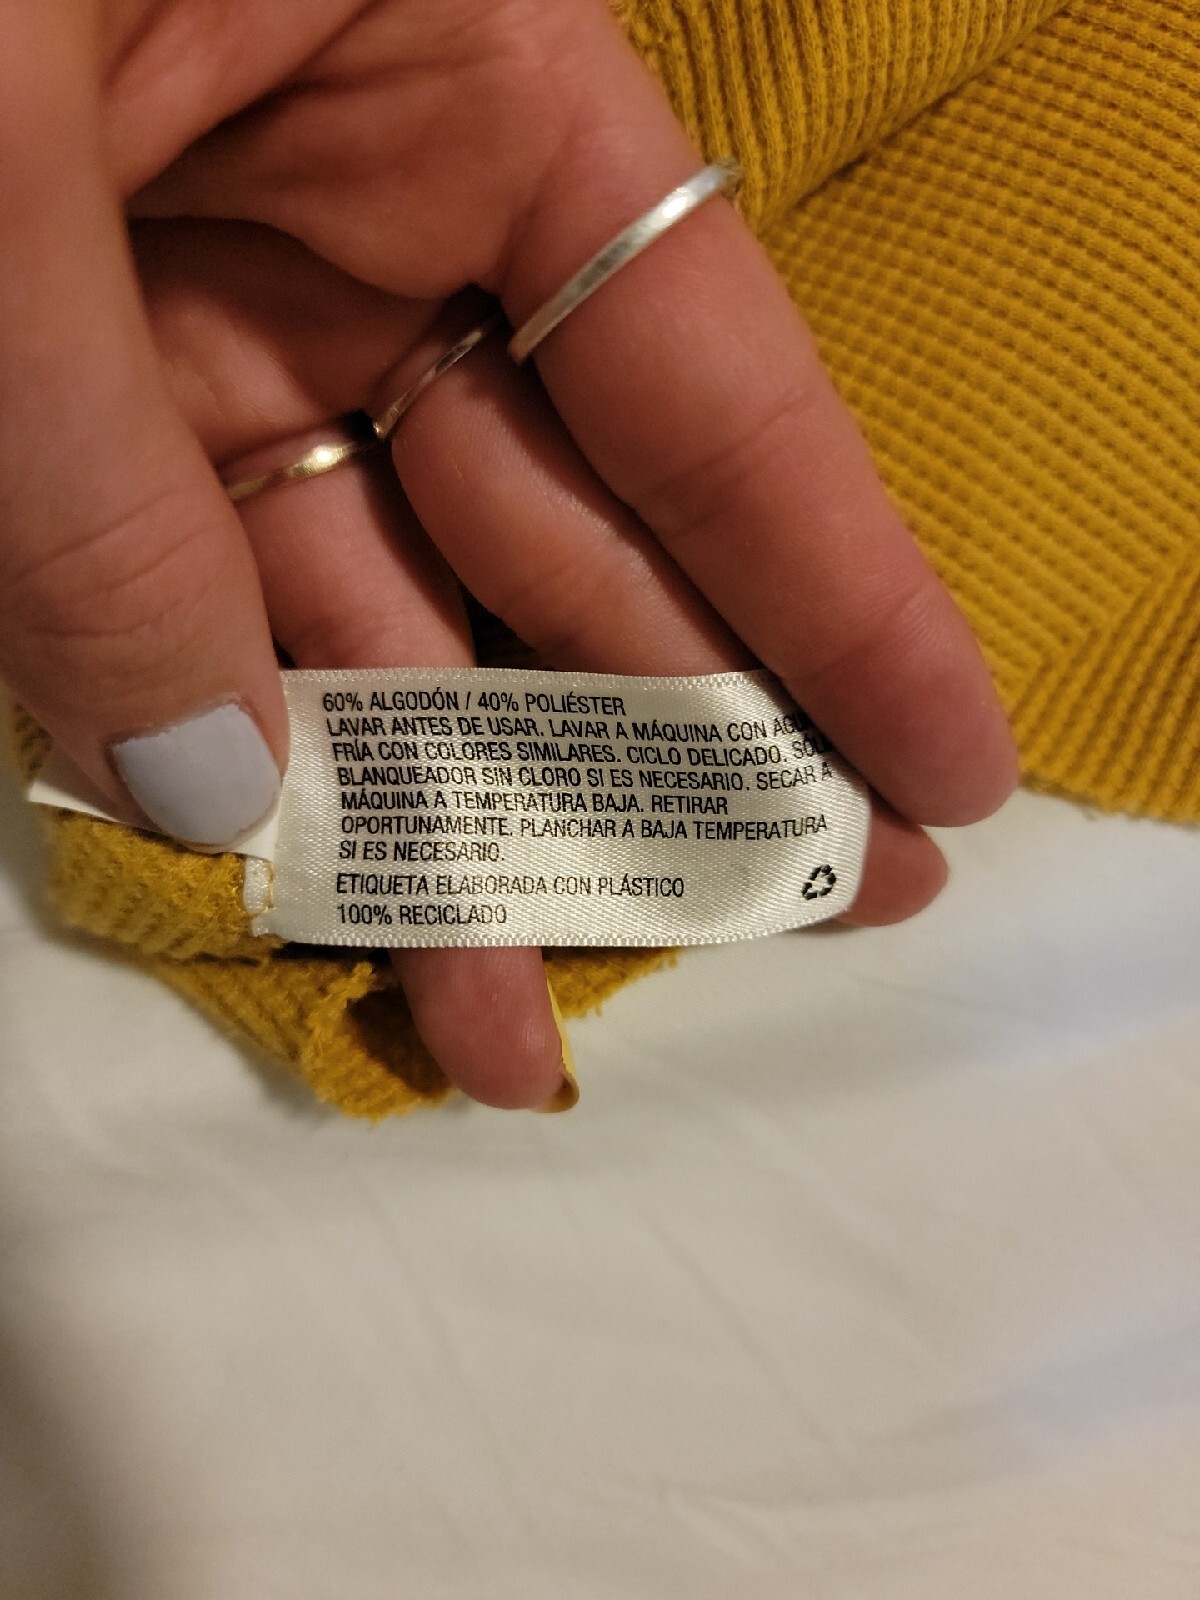 60% ALGODÓN / 40% POLIÉSTER
LAVAR ANTES DE USAR. LAVAR A MÁQUINA CON
FRÍA CON COLORES SIMILARES. CICLO DELICADO.
BLANQUEADOR SIN CLORO SI ES NECESARIO. SECAR A
MÁQUINA A TEMPERATURA BAJA. RETIRAR
OPORTUNAMENTE. PLANCHAR A BAJA TEMPERATURA
SI ES NECESARIO.
ETIQUETA ELABORADA CON PLÁSTICO
100% RECICLADO